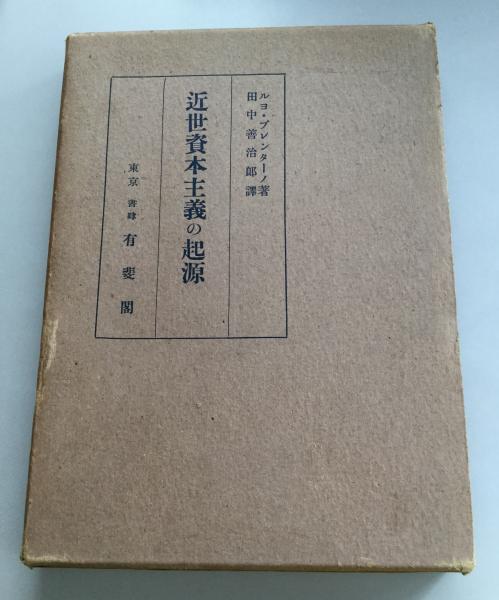 ルヨ・ブレンターノ著
田中善治郎譯
近世資本主義の起源
東京 書肆 有斐閣